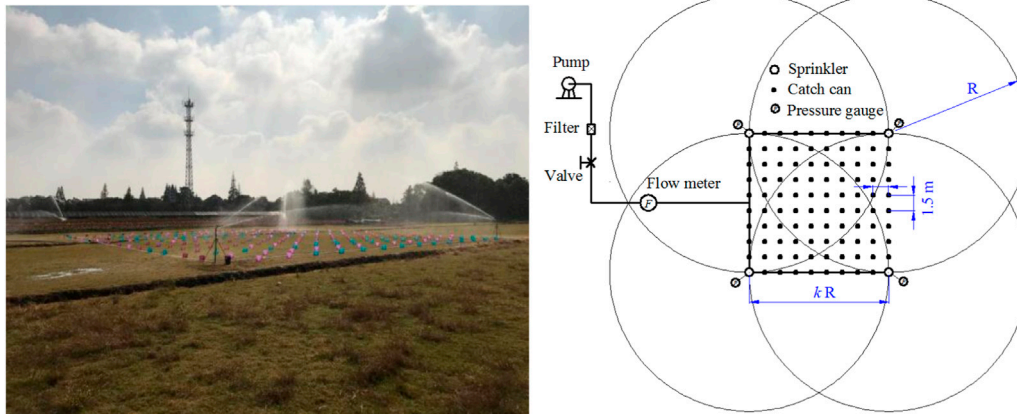 Pump
Filter
Valve
Flow meter
F
Sprinkler
Catch can
Pressure gauge
R
1.5 m
k R